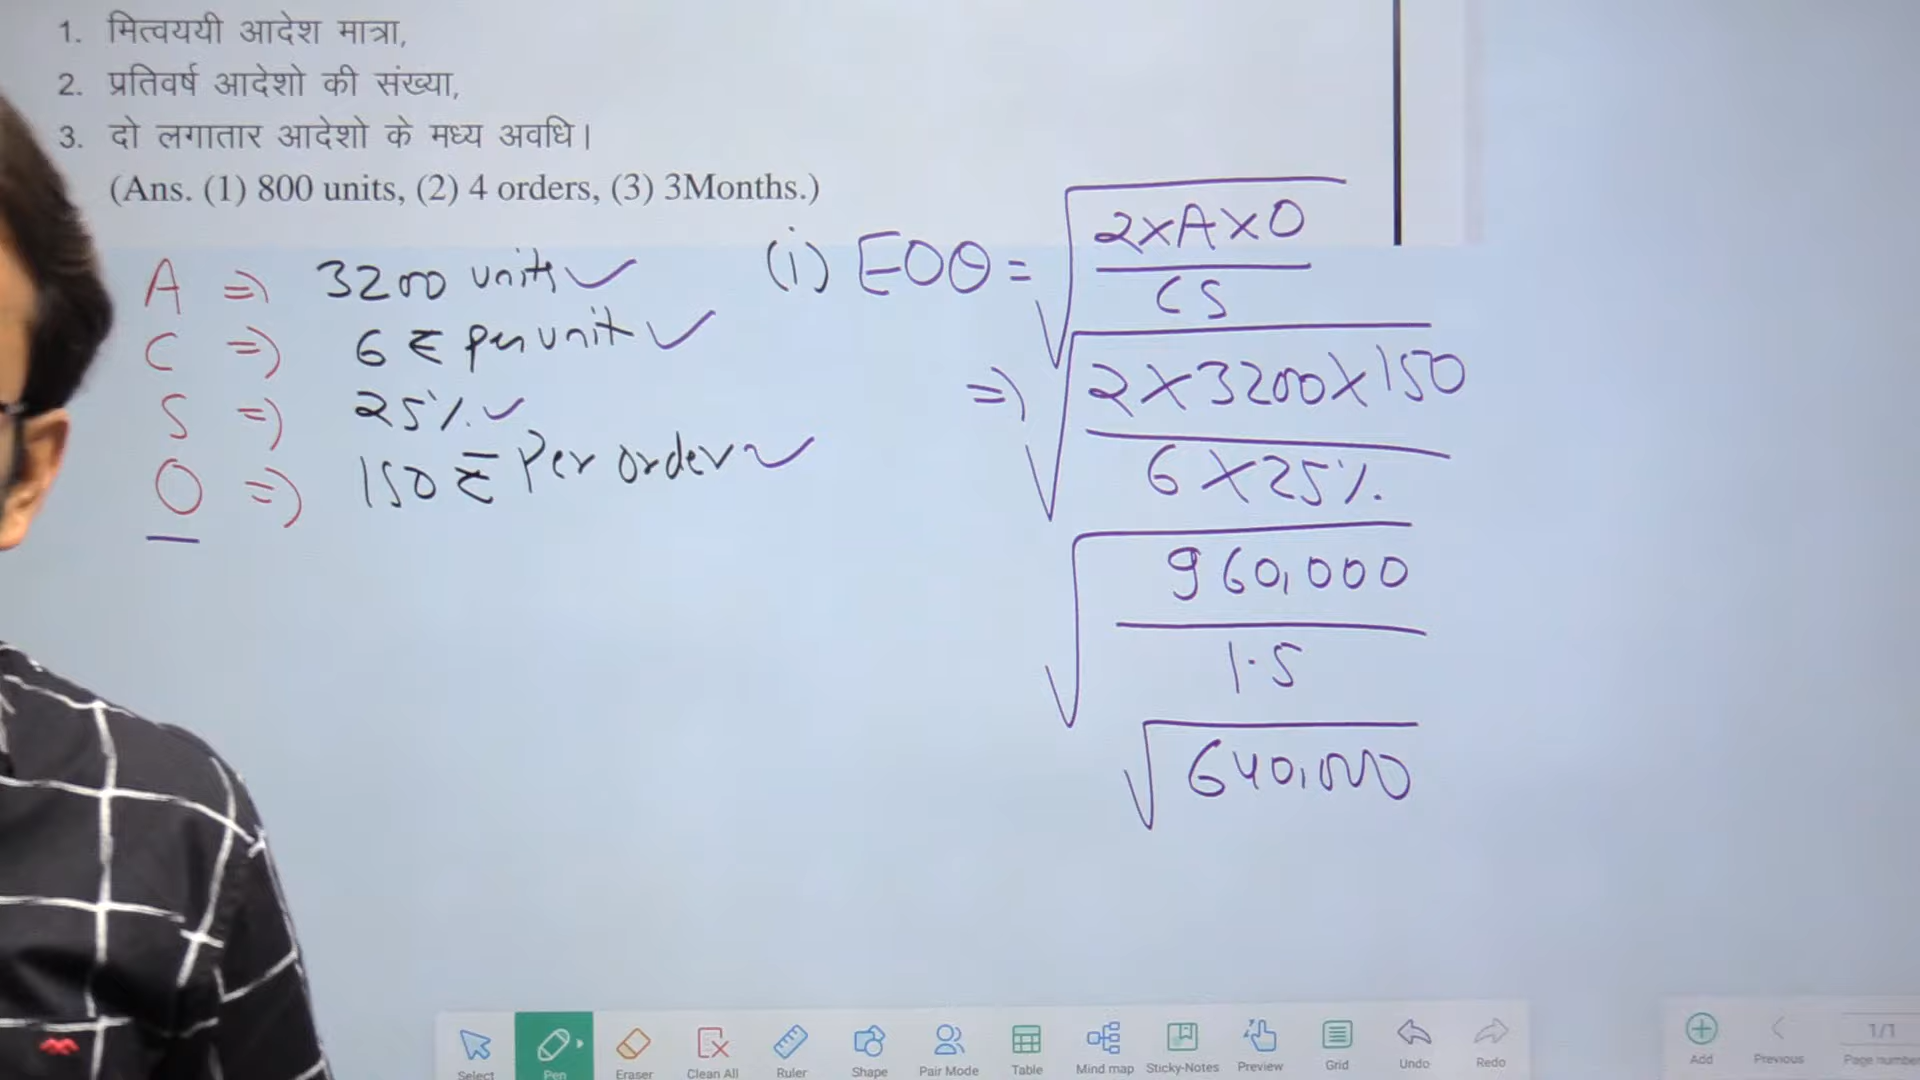 1. मित्वययी आदेश मात्रा,
2. प्रतिवर्ष आदेशो की संख्या,
3. दो लगातार आदेशो के मध्य अवधि।
(Ans. (1) 800 units, (2) 4 orders, (3) 3Months.)
A => 3200 units ✓
C => 6 ₹ per unit ✓
S => 25% ✓
O => 150 ₹ Per order ✓
(i) EOQ = √(2×A×O / CS)
=> √(2×3200×150 / 6×25%)
√(960,000 / 1.5)
√640,000
Select Pen Eraser Clean All Ruler Shape Pair Mode Table Mind map Sticky-Notes Preview Grid Undo Redo Add Previous 1/1 Page number